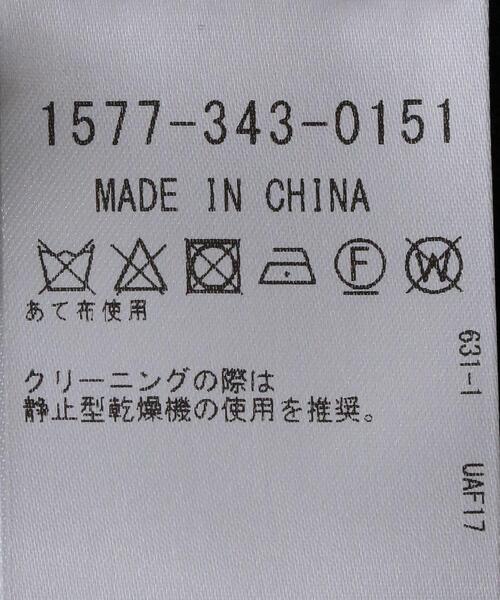 1577-343-0151
MADE IN CHINA
F
W
あて布使用
クリーニングの際は
静止型乾燥機の使用を推奨。
631-1
UAF17